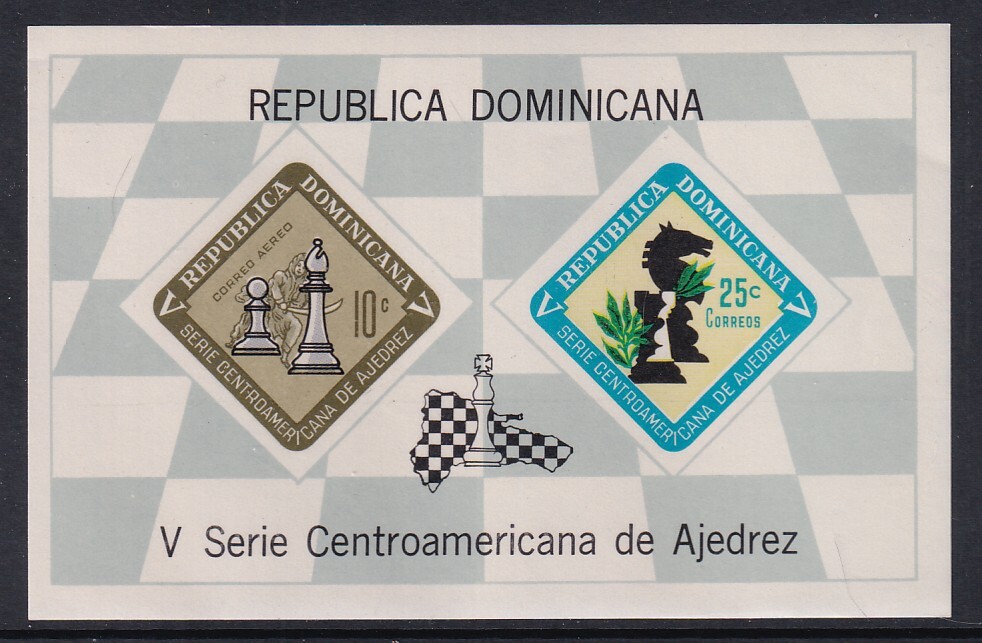 REPUBLICA DOMINICANA
REPUBLICA DOMINICANA
CORREO AEREO
10c
V V
SERIE CENTROAMERICANA DE AJEDREZ
REPUBLICA DOMINICANA
25c
CORREOS
V V
SERIE CENTROAMERICANA DE AJEDREZ
V Serie Centroamericana de Ajedrez